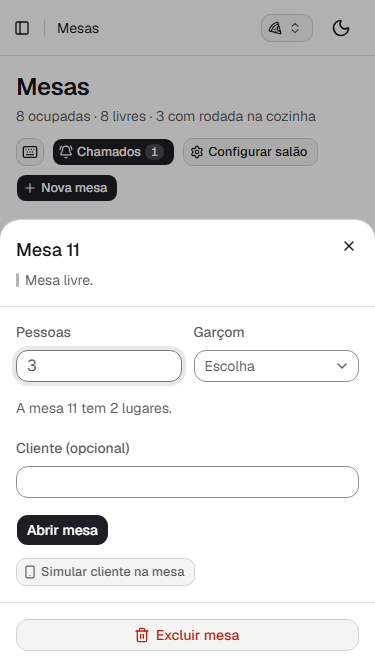 Mesas
Mesas
8 ocupadas · 8 livres · 3 com rodada na cozinha
Chamados 1
Configurar salão
Nova mesa
Mesa 11
Mesa livre.
Pessoas
Garçom
3
Escolha
A mesa 11 tem 2 lugares.
Cliente (opcional)
Abrir mesa
Simular cliente na mesa
Excluir mesa